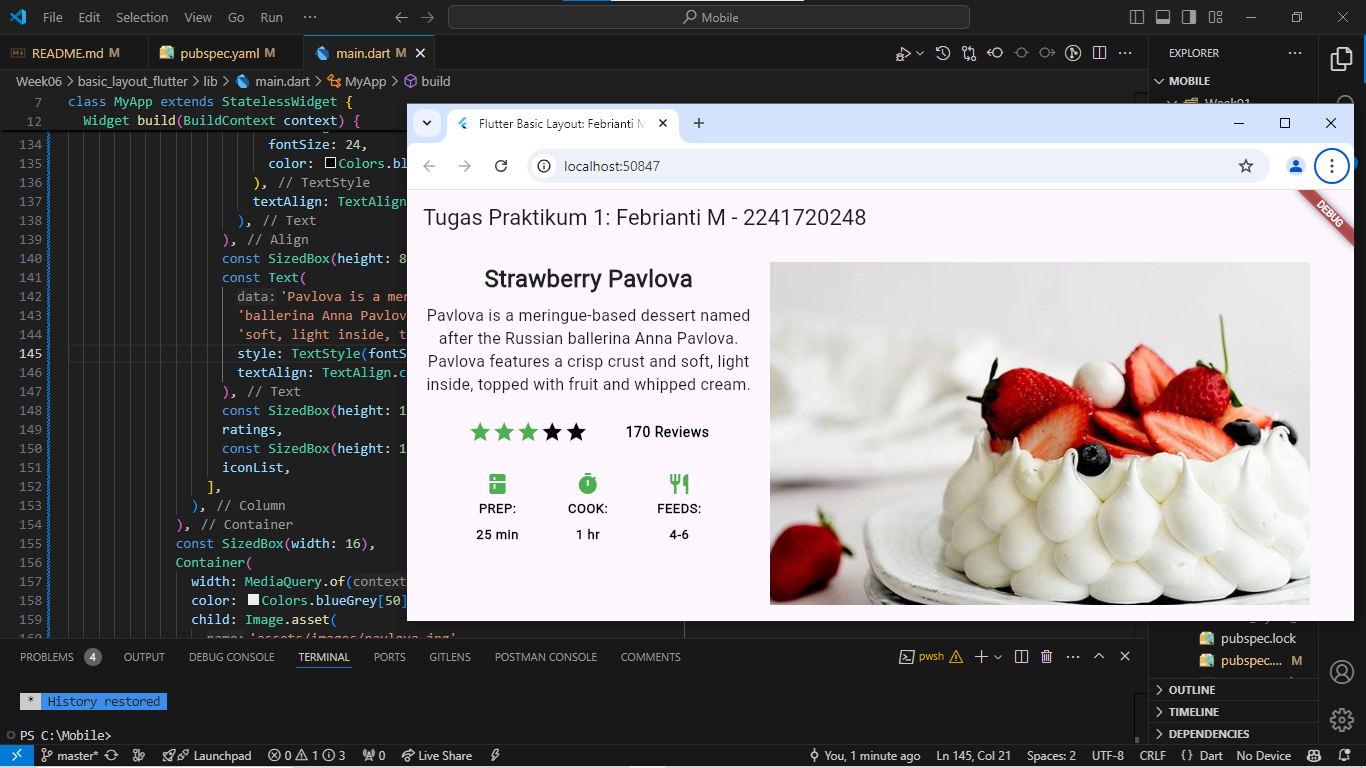 File Edit Selection View Go Run ··· Mobile
README.md M pubspec.yaml M main.dart M
Week06 > basic_layout_flutter > lib > main.dart > MyApp > build
7 class MyApp extends StatelessWidget {
12 Widget build(BuildContext context) {
134 fontSize: 24,
135 color: Colors.bl
136 ), // TextStyle
137 textAlign: TextAlign
138 ), // Text
139 ), // Align
140 const SizedBox(height: 8
141 const Text(
142 data: 'Pavlova is a mer
143 'ballerina Anna Pavlov
144 'soft, light inside, t
145 style: TextStyle(fontS
146 textAlign: TextAlign.c
147 ), // Text
148 const SizedBox(height: 1
149 ratings,
150 const SizedBox(height: 1
151 iconList,
152 ],
153 ), // Column
154 ), // Container
155 const SizedBox(width: 16),
156 Container(
157 width: MediaQuery.of(context
158 color: Colors.blueGrey[50]
159 child: Image.asset(
Flutter Basic Layout: Febrianti M
localhost:50847
DEBUG
Tugas Praktikum 1: Febrianti M - 2241720248
Strawberry Pavlova
Pavlova is a meringue-based dessert named
after the Russian ballerina Anna Pavlova.
Pavlova features a crisp crust and soft, light
inside, topped with fruit and whipped cream.
170 Reviews
PREP: COOK: FEEDS:
25 min 1 hr 4-6
EXPLORER ···
MOBILE
Week01
pubspec.lock
pubspec.... M
OUTLINE
TIMELINE
DEPENDENCIES
PROBLEMS 4 OUTPUT DEBUG CONSOLE TERMINAL PORTS GITLENS POSTMAN CONSOLE COMMENTS pwsh
* History restored
PS C:\Mobile>
master* Launchpad 0 1 3 0 Live Share You, 1 minute ago Ln 145, Col 21 Spaces: 2 UTF-8 CRLF {} Dart No Device